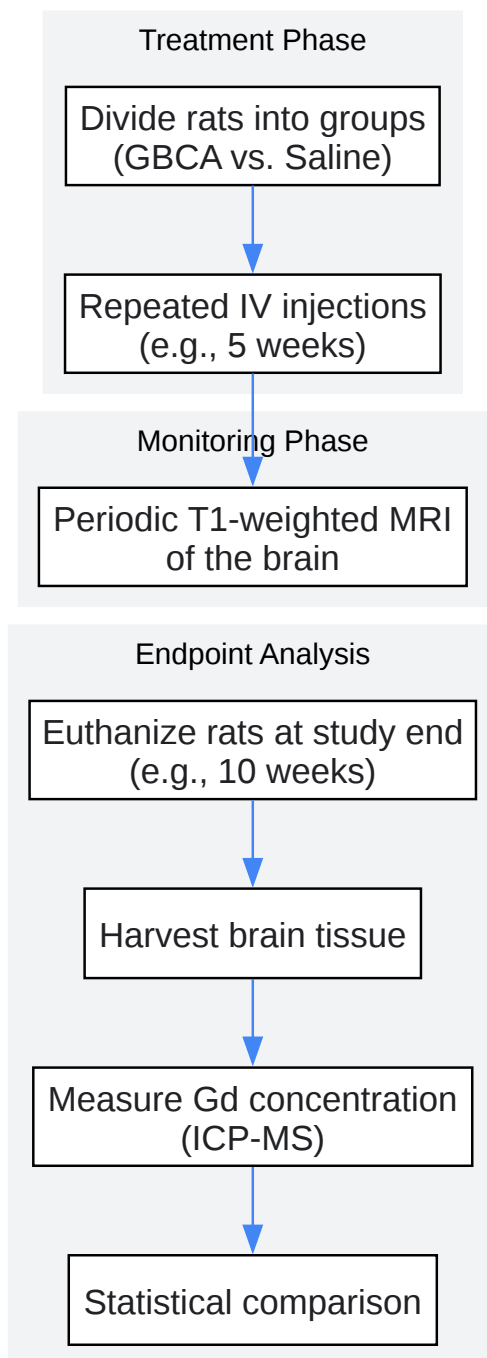 Treatment Phase
Divide rats into groups
(GBCA vs. Saline)
Repeated IV injections
(e.g., 5 weeks)
Monitoring Phase
Periodic T1-weighted MRI
of the brain
Endpoint Analysis
Euthanize rats at study end
(e.g., 10 weeks)
Harvest brain tissue
Measure Gd concentration
(ICP-MS)
Statistical comparison